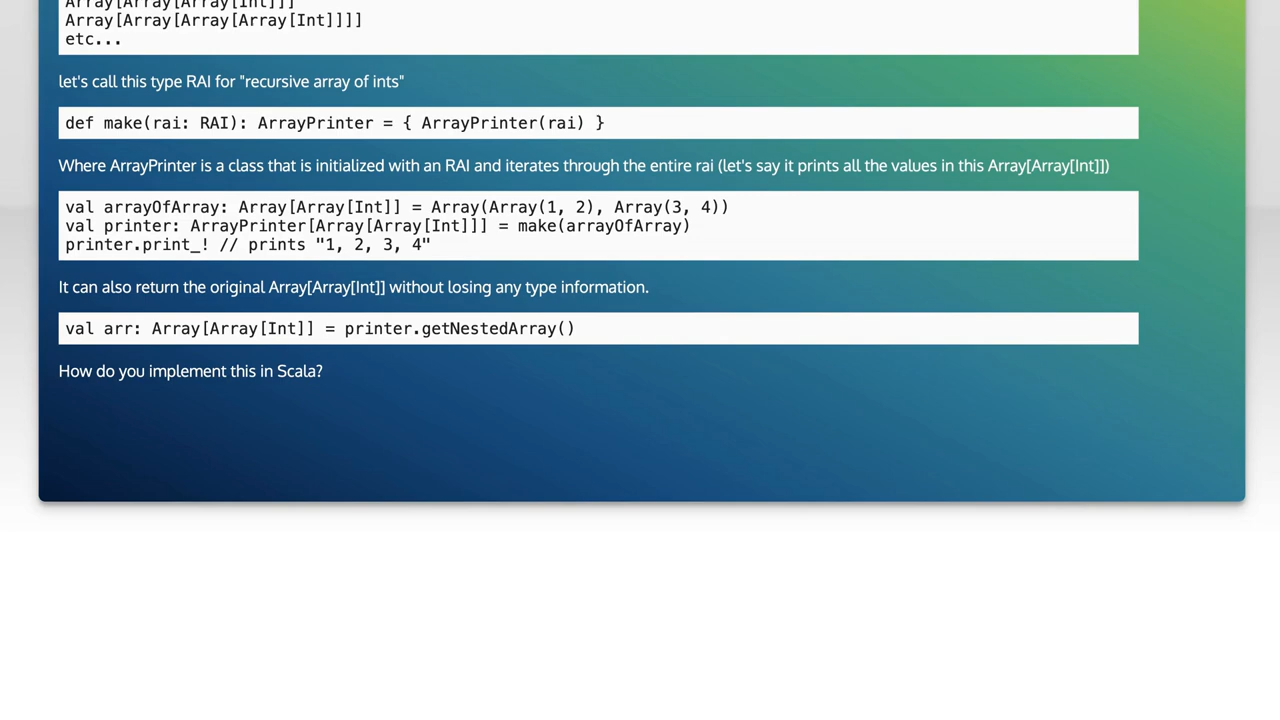 Array[Array[Array[Int]]]
Array[Array[Array[Array[Int]]]]
etc...
let's call this type RAI for "recursive array of ints"
def make(rai: RAI): ArrayPrinter = { ArrayPrinter(rai) }
Where ArrayPrinter is a class that is initialized with an RAI and iterates through the entire rai (let's say it prints all the values in this Array[Array[Int]])
val arrayOfArray: Array[Array[Int]] = Array(Array(1, 2), Array(3, 4))
val printer: ArrayPrinter[Array[Array[Int]]] = make(arrayOfArray)
printer.print_! // prints "1, 2, 3, 4"
It can also return the original Array[Array[Int]] without losing any type information.
val arr: Array[Array[Int]] = printer.getNestedArray()
How do you implement this in Scala?